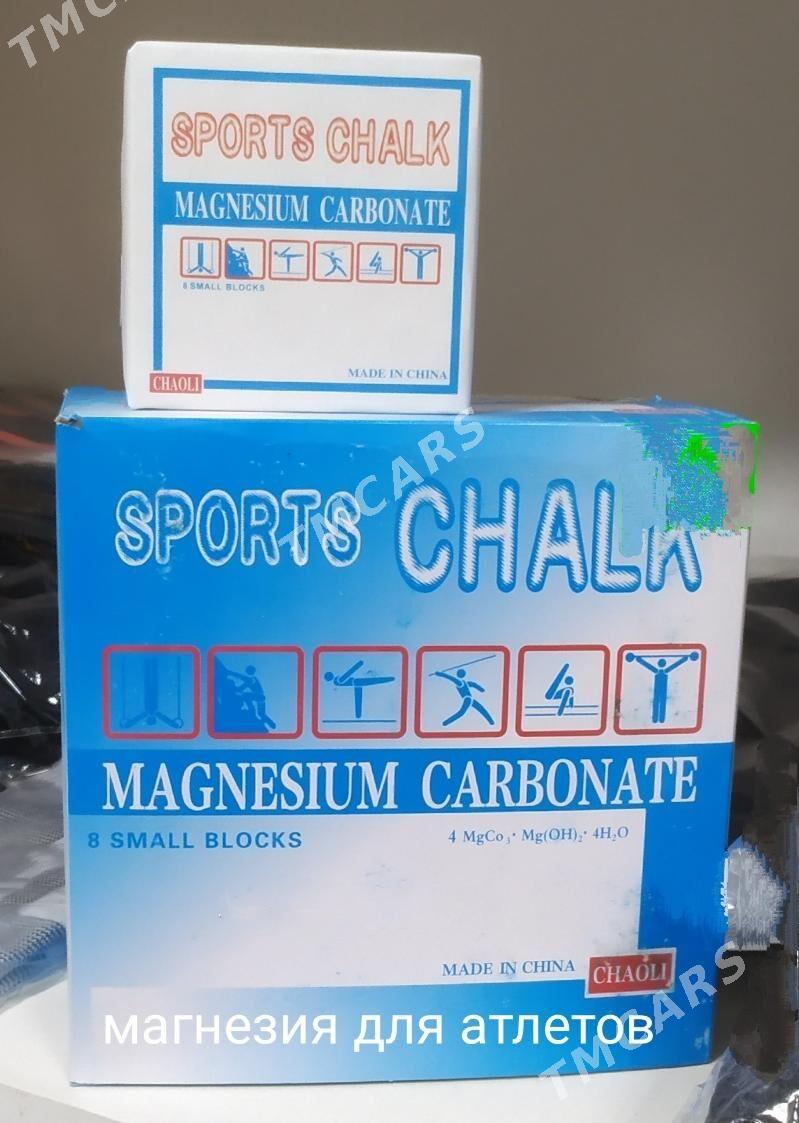 TMC
SPORTS CHALK
MAGNESIUM CARBONATE
8 SMALL BLOCKS
MADE IN CHINA
CHAOLI
TMCARS
SPORTS CHALK
MAGNESIUM CARBONATE
8 SMALL BLOCKS
4 MgCo₃· Mg(OH)₂· 4H₂O
MADE IN CHINA
CHAOLI
магнезия для атлетов
TMCARS